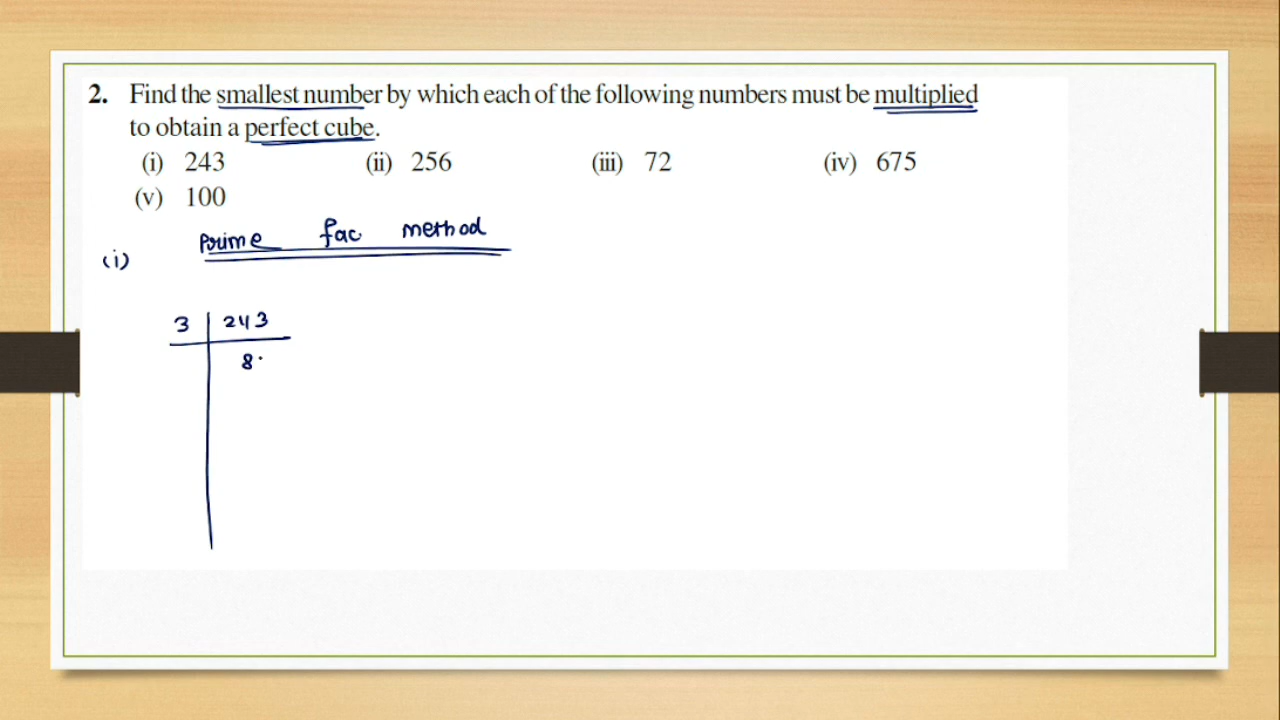 2. Find the smallest number by which each of the following numbers must be multiplied
to obtain a perfect cube.
(i) 243 (ii) 256 (iii) 72 (iv) 675
(v) 100
Prime fac method
(i)
3 243
8